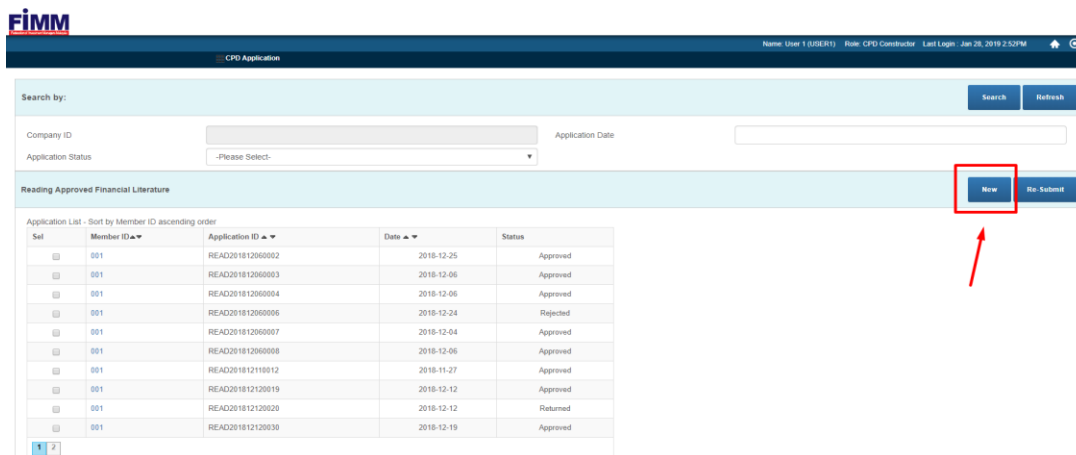 FiMM
Name: User 1 (USER1) Role: CPD Constructor Last Login : Jan 28, 2019 2:52PM
CPD Application
Search by:
Search Refresh
Company ID Application Date
Application Status -Please Select-
Reading Approved Financial Literature New Re-Submit
Application List - Sort by Member ID ascending order
Sel Member ID▲▼ Application ID ▲ ▼ Date ▲ ▼ Status
001 READ201812060002 2018-12-25 Approved
001 READ201812060003 2018-12-06 Approved
001 READ201812060004 2018-12-06 Approved
001 READ201812060006 2018-12-24 Rejected
001 READ201812060007 2018-12-04 Approved
001 READ201812060008 2018-12-06 Approved
001 READ201812110012 2018-11-27 Approved
001 READ201812120019 2018-12-12 Approved
001 READ201812120020 2018-12-12 Returned
001 READ201812120030 2018-12-19 Approved
1 2